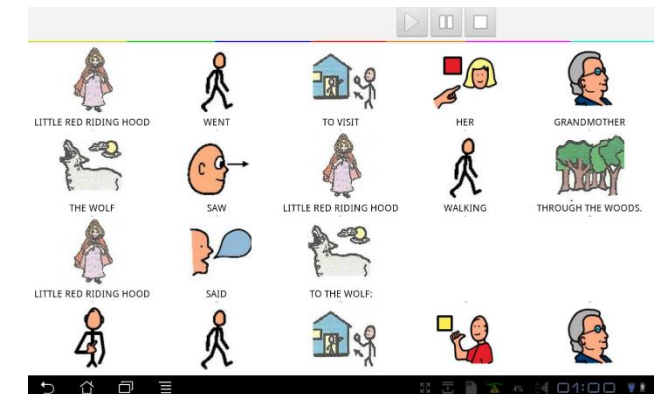 LITTLE RED RIDING HOOD WENT TO VISIT HER GRANDMOTHER
THE WOLF SAW LITTLE RED RIDING HOOD WALKING THROUGH THE WOODS.
LITTLE RED RIDING HOOD SAID TO THE WOLF:
4% 01:00